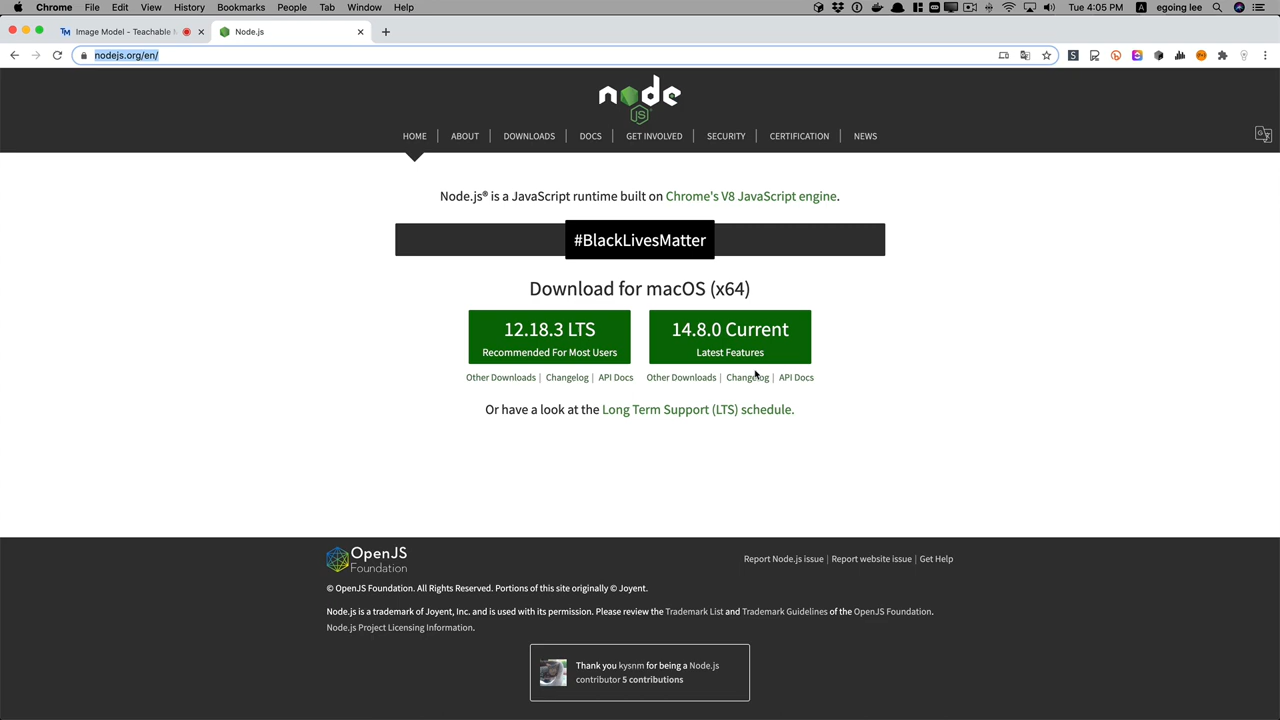 Chrome File Edit View History Bookmarks People Tab Window Help Tue 4:05 PM A egoing lee
Image Model - Teachable Node.js
nodejs.org/en/
node
JS
HOME | ABOUT | DOWNLOADS | DOCS | GET INVOLVED | SECURITY | CERTIFICATION | NEWS
Node.js® is a JavaScript runtime built on Chrome's V8 JavaScript engine.
#BlackLivesMatter
Download for macOS (x64)
12.18.3 LTS 14.8.0 Current
Recommended For Most Users Latest Features
Other Downloads | Changelog | API Docs Other Downloads | Changelog | API Docs
Or have a look at the Long Term Support (LTS) schedule.
OpenJS
Foundation
Report Node.js issue | Report website issue | Get Help
© OpenJS Foundation. All Rights Reserved. Portions of this site originally © Joyent.
Node.js is a trademark of Joyent, Inc. and is used with its permission. Please review the Trademark List and Trademark Guidelines of the OpenJS Foundation.
Node.js Project Licensing Information.
Thank you kysnm for being a Node.js
contributor 5 contributions